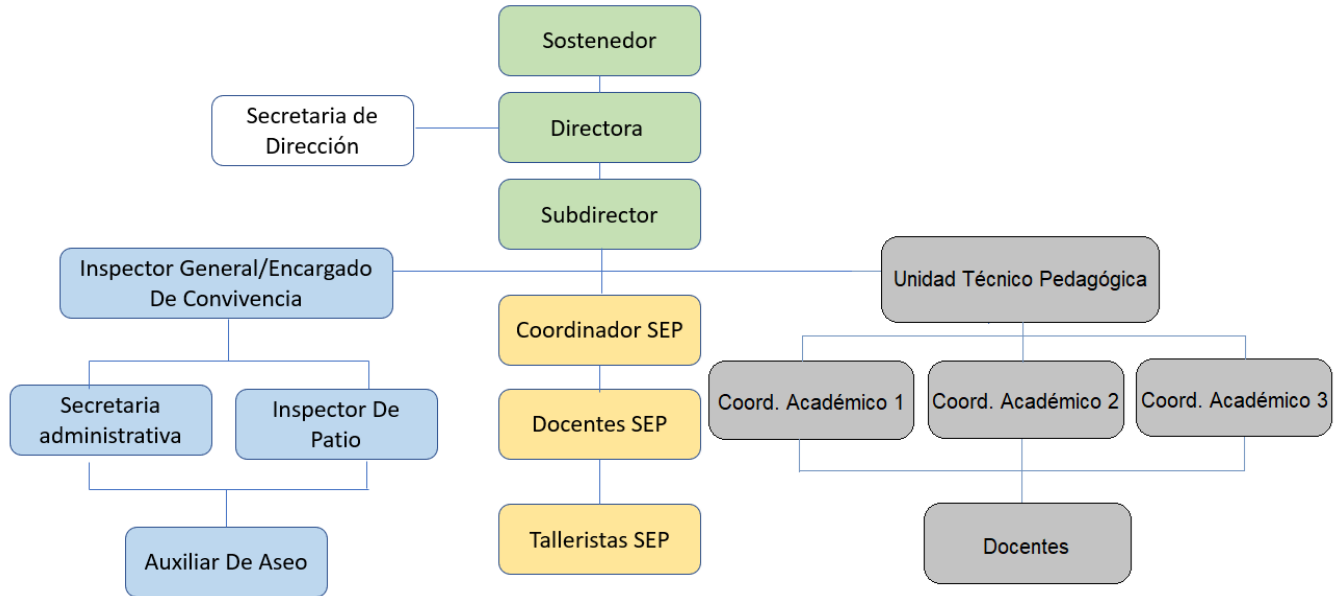 Sostenedor
Secretaria de
Dirección
Directora
Subdirector
Inspector General/Encargado
De Convivencia
Unidad Técnico Pedagógica
Coordinador SEP
Secretaria
administrativa
Inspector De
Patio
Docentes SEP
Coord. Académico 1
Coord. Académico 2
Coord. Académico 3
Auxiliar De Aseo
Talleristas SEP
Docentes